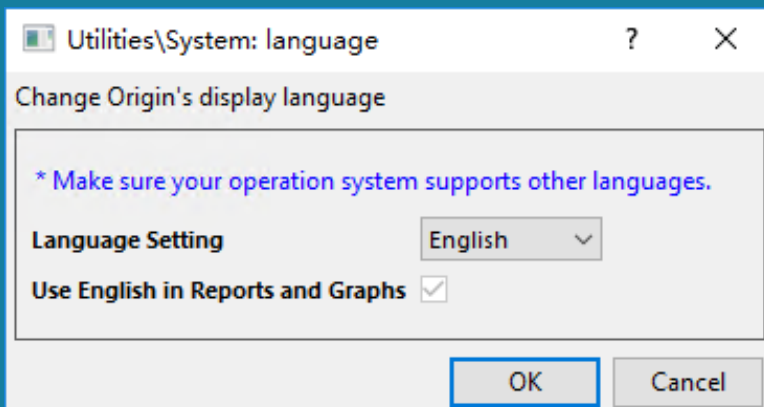 Utilities\System: language
?
Change Origin's display language
* Make sure your operation system supports other languages.
Language Setting English
Use English in Reports and Graphs
OK Cancel